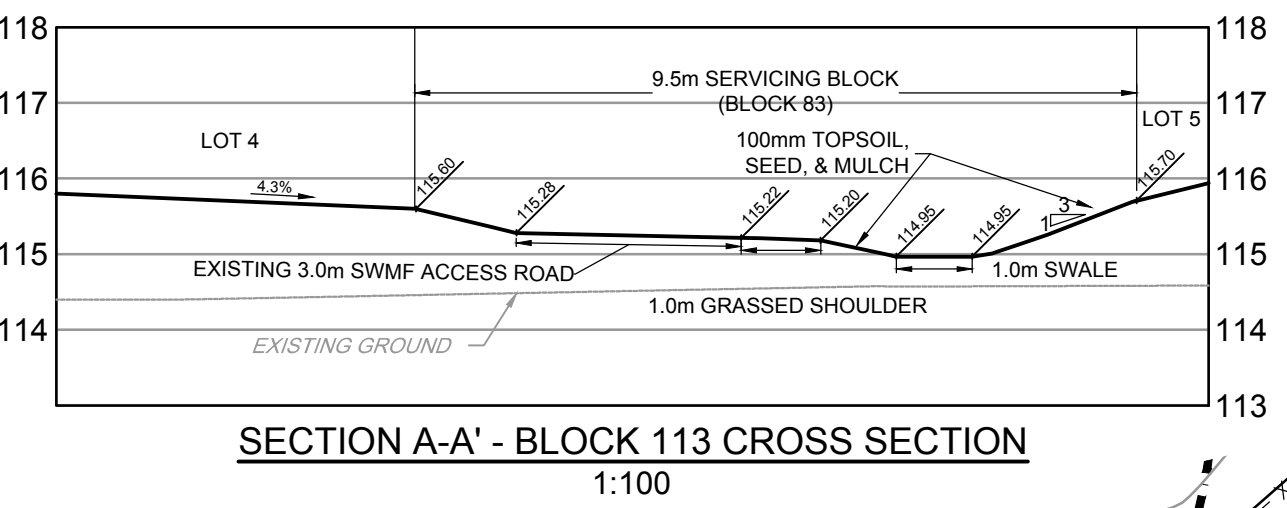 118
118
9.5m SERVICING BLOCK
(BLOCK 83)
117
117
LOT 4
100mm TOPSOIL,
SEED, & MULCH
LOT 5
116
116
4.3%
115.60
115.28
115.22
115.20
114.95
114.95
3
1
115.70
115
115
EXISTING 3.0m SWMF ACCESS ROAD
1.0m SWALE
1.0m GRASSED SHOULDER
114
114
EXISTING GROUND
113
SECTION A-A' - BLOCK 113 CROSS SECTION
1:100